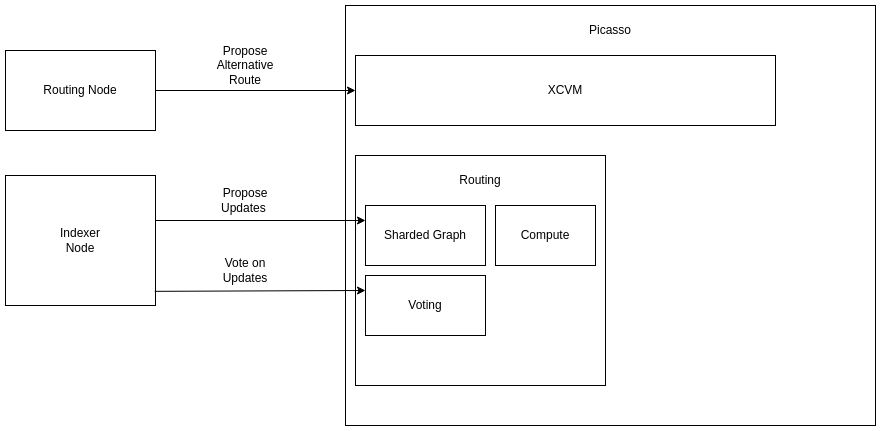 Picasso
Propose
Alternative
Route
Routing Node
XCVM
Routing
Propose
Updates
Indexer
Node
Sharded Graph
Compute
Vote on
Updates
Voting